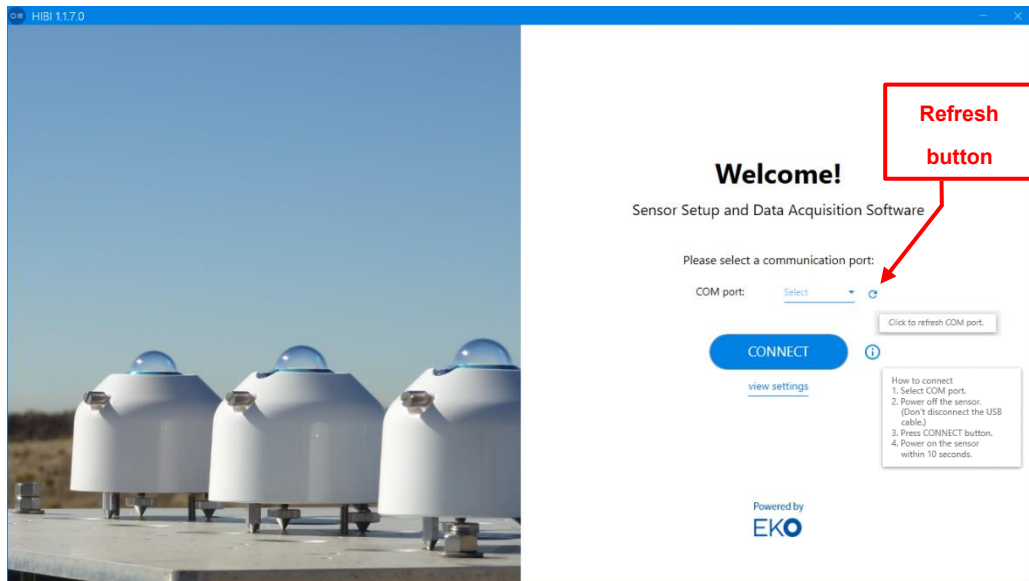 HIBI 1.1.7.0
Refresh
button
Welcome!
Sensor Setup and Data Acquisition Software
Please select a communication port:
COM port:
Select
Click to refresh COM port.
CONNECT
view settings
How to connect
1. Select COM port.
2. Power off the sensor.
(Don't disconnect the USB
cable.)
3. Press CONNECT button.
4. Power on the sensor
within 10 seconds.
Powered by
EKO